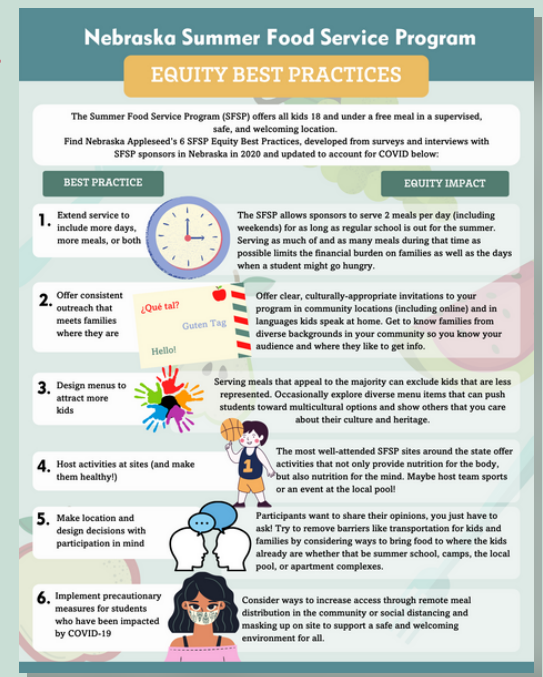 Nebraska Summer Food Service Program
EQUITY BEST PRACTICES
The Summer Food Service Program (SFSP) offers all kids 18 and under a free meal in a supervised,
safe, and welcoming location.
Find Nebraska Appleseed's 6 SFSP Equity Best Practices, developed from surveys and interviews with
SFSP sponsors in Nebraska in 2020 and updated to account for COVID below:
BEST PRACTICE
EQUITY IMPACT
1. Extend service to
include more days,
more meals, or both
The SFSP allows sponsors to serve 2 meals per day (including
weekends) for as long as regular school is out for the summer.
Serving as much of and as many meals during that time as
possible limits the financial burden on families as well as the days
when a student might go hungry.
2. Offer consistent
outreach that
meets families
where they are
¿Qué tal?
Guten Tag
Hello!
Offer clear, culturally-appropriate invitations to your
program in community locations (including online) and in
languages kids speak at home. Get to know families from
diverse backgrounds in your community so you know your
audience and where they like to get info.
3. Design menus to
attract more
kids
Serving meals that appeal to the majority can exclude kids that are less
represented. Occasionally explore diverse menu items that can push
students toward multicultural options and show others that you care
about their culture and heritage.
4. Host activities at sites (and make
them healthy!)
1
The most well-attended SFSP sites around the state offer
activities that not only provide nutrition for the body,
but also nutrition for the mind. Maybe host team sports
or an event at the local pool!
5. Make location and
design decisions with
participation in mind
Participants want to share their opinions, you just have to
ask! Try to remove barriers like transportation for kids and
families by considering ways to bring food to where the kids
already are whether that be summer school, camps, the local
pool, or apartment complexes.
6. Implement precautionary
measures for students
who have been impacted
by COVID-19
Consider ways to increase access through remote meal
distribution in the community or social distancing and
masking up on site to support a safe and welcoming
environment for all.